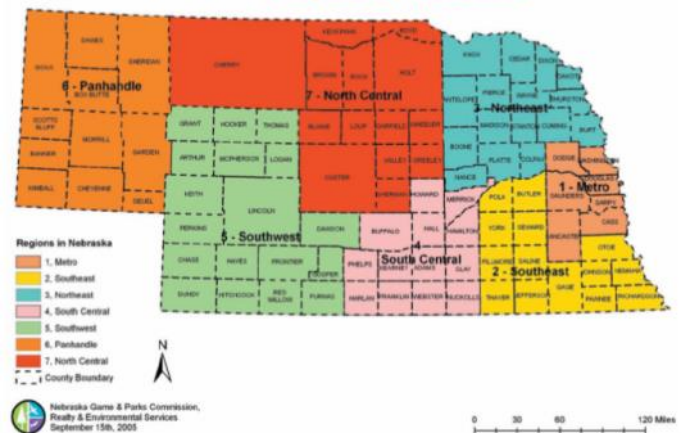 KEYA PAHA
BOYD
DAWES
SIOUX
SHERIDAN
CHERRY
KNOX
CEDAR
DIXON
DAKOTA
BROWN
ROCK
HOLT
6 - Panhandle
BOX BUTTE
7 - North Central
ANTELOPE
PIERCE
WAYNE
THURSTON
3 - Northeast
SCOTTS BLUFF
GRANT
HOOKER
THOMAS
BLAINE
LOUP
GARFIELD
WHEELER
MADISON
STANTON
CUMING
BURT
MORRILL
BANNER
GARDEN
ARTHUR
MCPHERSON
LOGAN
CUSTER
VALLEY
GREELEY
BOONE
PLATTE
COLFAX
DODGE
WASHINGTON
NANCE
DOUGLAS
KIMBALL
CHEYENNE
DEUEL
KEITH
LINCOLN
SHERMAN
HOWARD
MERRICK
POLK
BUTLER
SAUNDERS
1 - Metro
SARPY
CASS
PERKINS
5 - Southwest
DAWSON
BUFFALO
HALL
HAMILTON
YORK
SEWARD
LANCASTER
OTOE
4
South Central
CHASE
HAYES
FRONTIER
GOSPER
PHELPS
KEARNEY
ADAMS
CLAY
FILLMORE
SALINE
2 - Southeast
GAGE
JOHNSON
NEMAHA
DUNDY
HITCHCOCK
RED WILLOW
FURNAS
HARLAN
FRANKLIN
WEBSTER
NUCKOLLS
THAYER
JEFFERSON
PAWNEE
RICHARDSON
Regions in Nebraska
1, Metro
2, Southeast
3, Northeast
4, South Central
5, Southwest
6, Panhandle
7, North Central
County Boundary
N
Nebraska Game & Parks Commission,
Realty & Environmental Services
September 15th, 2005
0 30 60 120 Miles